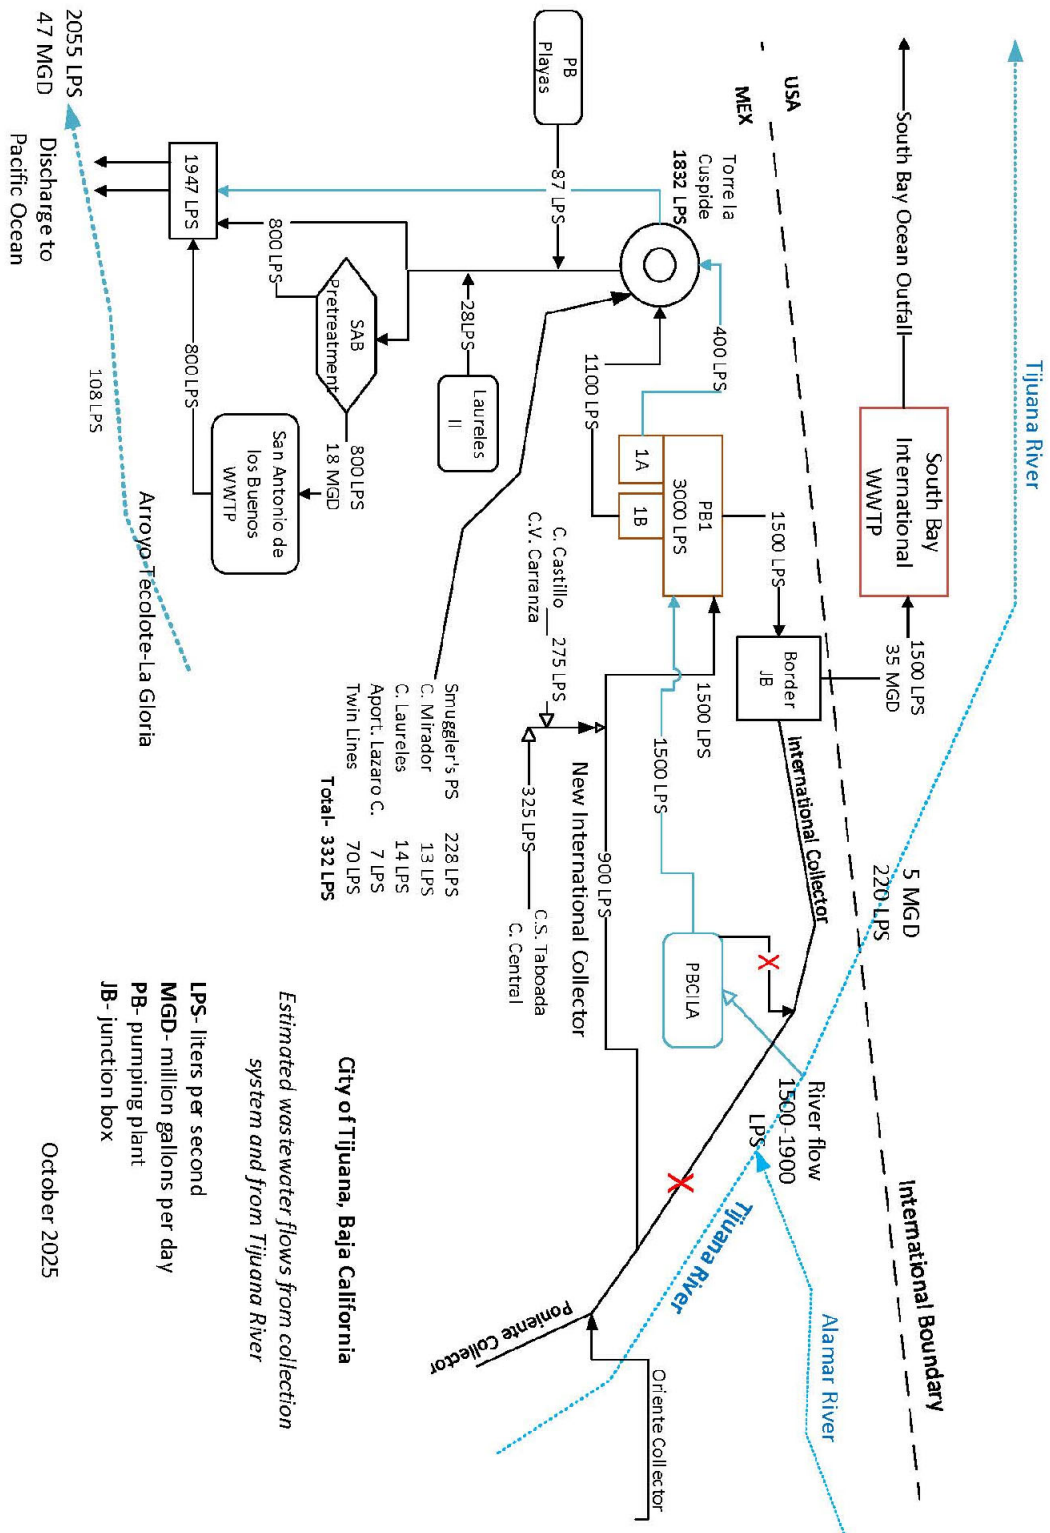 Tijuana River
South Bay Ocean Outfall
South Bay
International
WWTP
1500 LPS
35 MGD
USA
MEX
International Boundary
5 MGD
220 LPS
Alamar River
River flow
1500-1900
LPS
Tijuana River
Border
JB
International Collector
1500 LPS
PB1
3000 LPS
1A
1B
1500 LPS
1500 LPS
PBCILA
Torre la
Cuspide
1832 LPS
400 LPS
1100 LPS
900 LPS
New International Collector
Oriente Collector
Poniente Collector
C. Castillo
C.V. Carranza
275 LPS
325 LPS
C.S. Taboada
C. Central
PB
Playas
87 LPS
28LPS
Laureles
II
Smuggler's PS 228 LPS
C. Mirador 13 LPS
C. Laureles 14 LPS
Aport. Lazaro C. 7 LPS
Twin Lines 70 LPS
Total- 332 LPS
SAB
Pretreatment
800 LPS
800 LPS
18 MGD
San Antonio de
los Buenos
WWTP
800 LPS
1947 LPS
108 LPS
Arroyo Tecolote-La Gloria
2055 LPS
47 MGD
Discharge to
Pacific Ocean
City of Tijuana, Baja California
Estimated wastewater flows from collection
system and from Tijuana River
LPS- liters per second
MGD- million gallons per day
PB- pumping plant
JB- junction box
October 2025